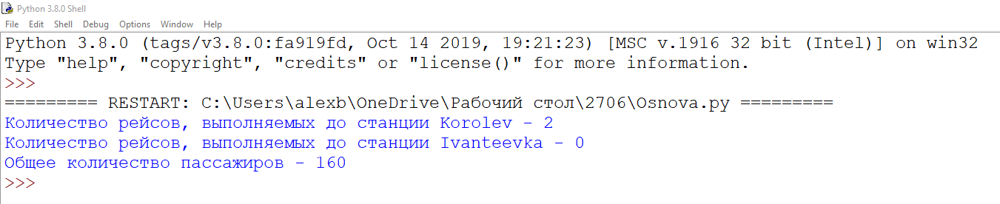 Python 3.8.0 Shell
File Edit Shell Debug Options Window Help
Python 3.8.0 (tags/v3.8.0:fa919fd, Oct 14 2019, 19:21:23) [MSC v.1916 32 bit (Intel)] on win32
Type "help", "copyright", "credits" or "license()" for more information.
>>>
========= RESTART: C:\Users\alexb\OneDrive\Рабочий стол\2706\Osnova.py =========
Количество рейсов, выполняемых до станции Korolev - 2
Количество рейсов, выполняемых до станции Ivanteevka - 0
Общее количество пассажиров - 160
>>>